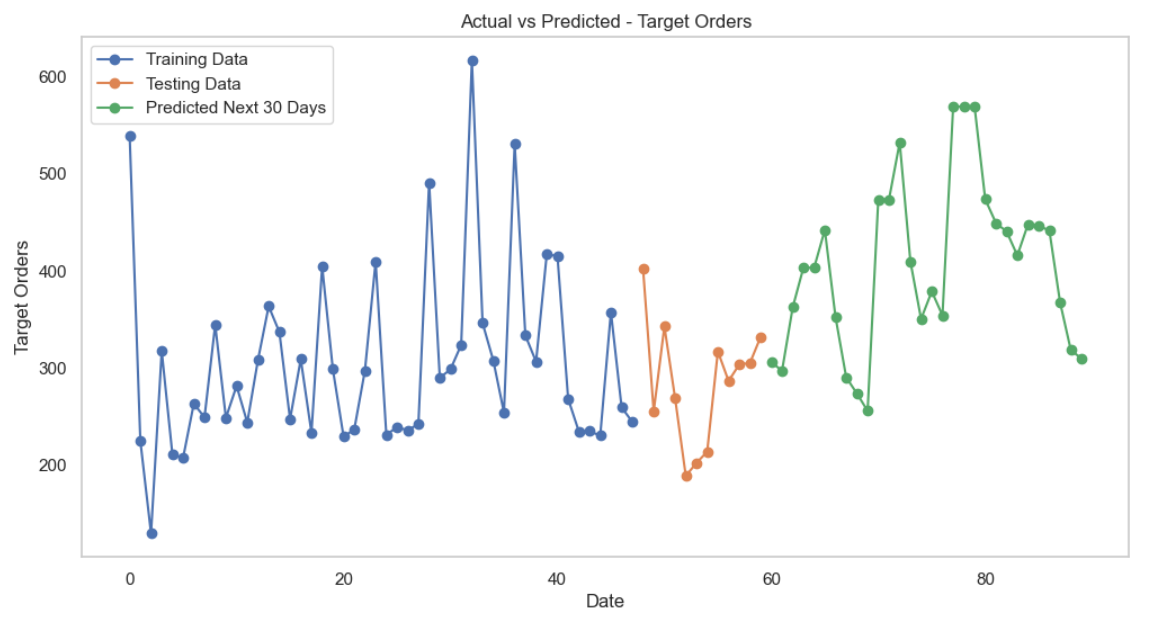 Actual vs Predicted - Target Orders
Training Data
Testing Data
Predicted Next 30 Days
600
500
400
300
200
Target Orders
0
20
40
60
80
Date